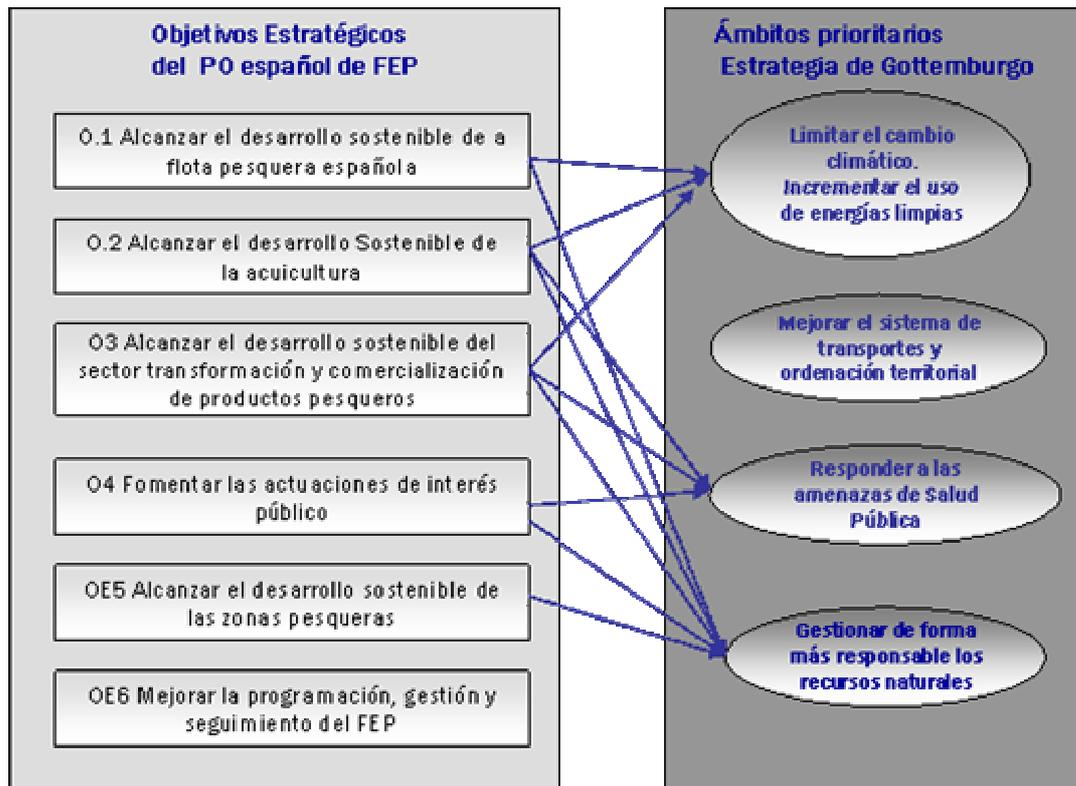 Objetivos Estratégicos
del PO español de FEP
O.1 Alcanzar el desarrollo sostenible de a
flota pesquera española
O.2 Alcanzar el desarrollo Sostenible de
la acuicultura
O3 Alcanzar el desarrollo sostenible del
sector transformación y comercialización
de productos pesqueros
O4 Fomentar las actuaciones de interés
público
OE5 Alcanzar el desarrollo sostenible de
las zonas pesqueras
OE6 Mejorar la programación, gestión y
seguimiento del FEP
Ámbitos prioritarios
Estrategia de Gottemburgo
Limitar el cambio
climático.
Incrementar el uso
de energías limpias
Mejorar el sistema de
transportes y
ordenación territorial
Responder a las
amenazas de Salud
Pública
Gestionar de forma
más responsable los
recursos naturales